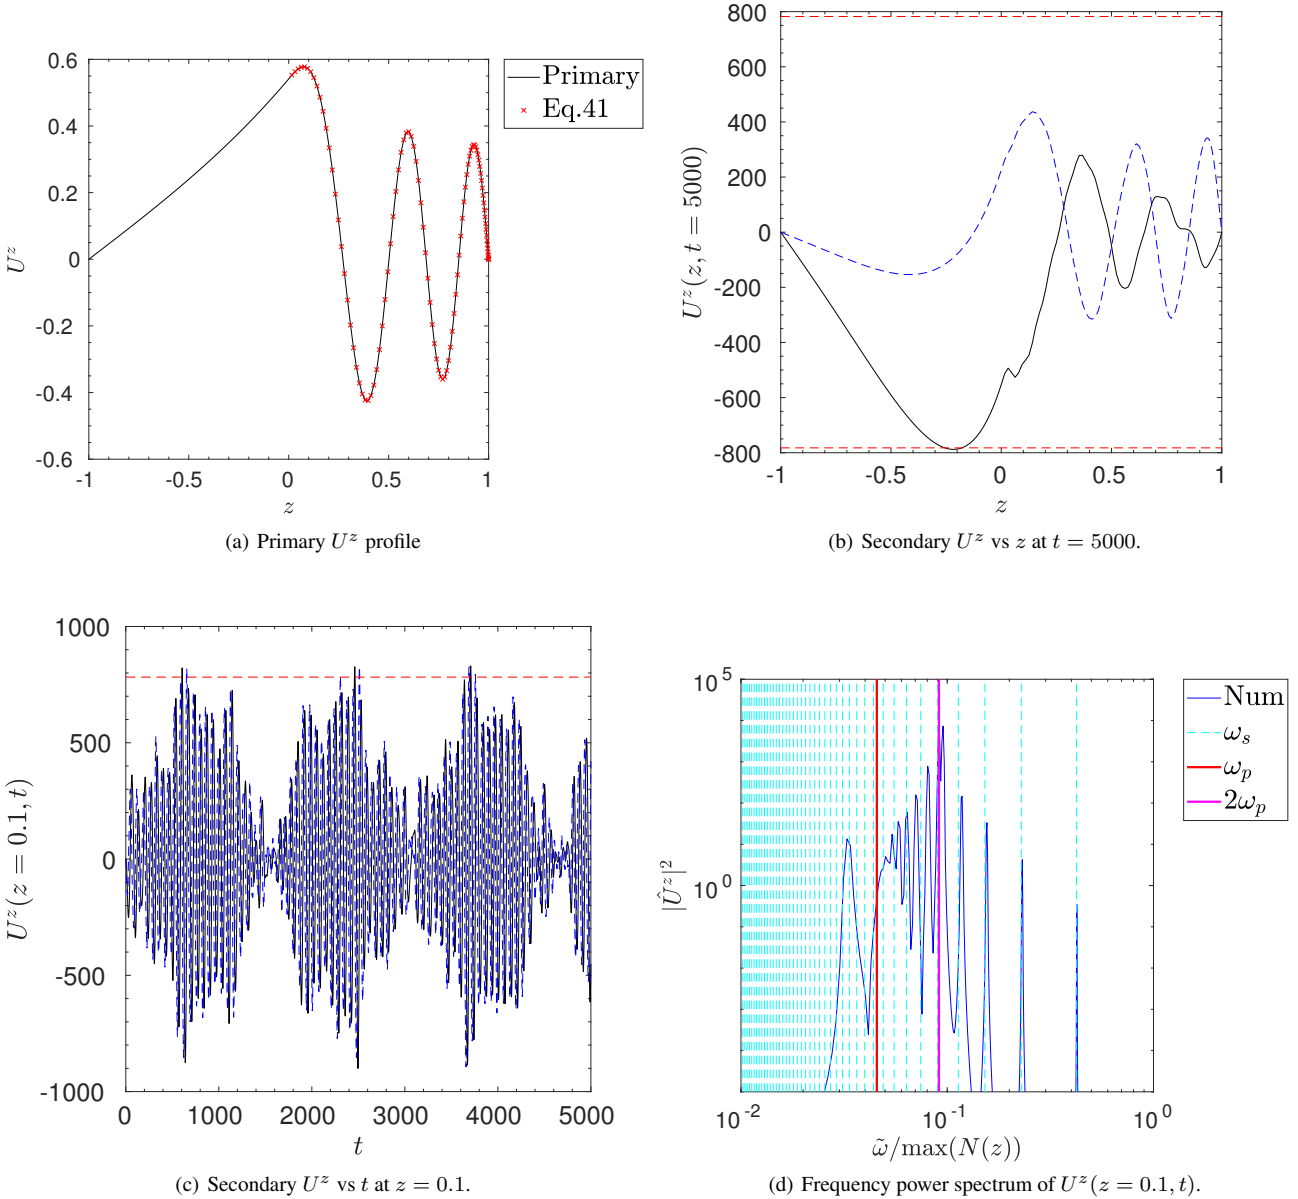 0.6
0.4
0.2
0
-0.2
-0.4
-0.6
-1
-0.5
0
0.5
1
U^z
z
Primary
Eq.41
(a) Primary U^z profile
800
600
400
200
0
-200
-400
-600
-800
-1
-0.5
0
0.5
1
U^z(z, t = 5000)
z
(b) Secondary U^z vs z at t = 5000.
1000
500
0
-500
-1000
0
1000
2000
3000
4000
5000
U^z(z = 0.1, t)
t
(c) Secondary U^z vs t at z = 0.1.
10^5
10^0
10^-2
10^-1
10^0
|Û^z|^2
ω̃/max(N(z))
Num
ω_s
ω_p
2ω_p
(d) Frequency power spectrum of U^z(z = 0.1, t).